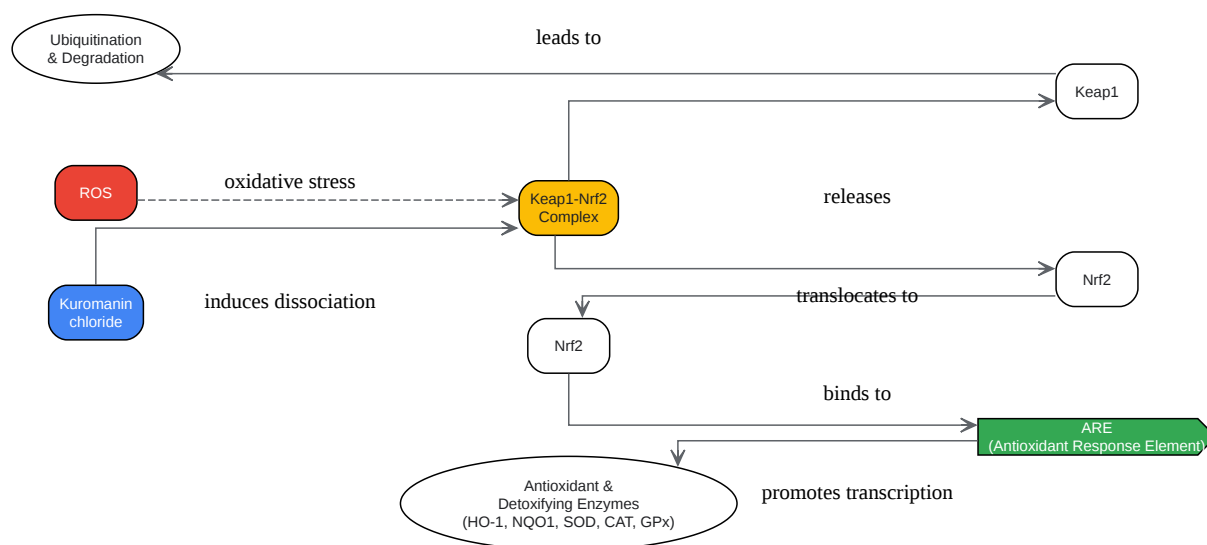 Ubiquitination
& Degradation
leads to
Keap1
ROS
oxidative stress
Keap1-Nrf2
Complex
releases
Kuromanin
chloride
induces dissociation
Nrf2
translocates to
Nrf2
binds to
ARE
(Antioxidant Response Element)
Antioxidant &
Detoxifying Enzymes
(HO-1, NQO1, SOD, CAT, GPx)
promotes transcription